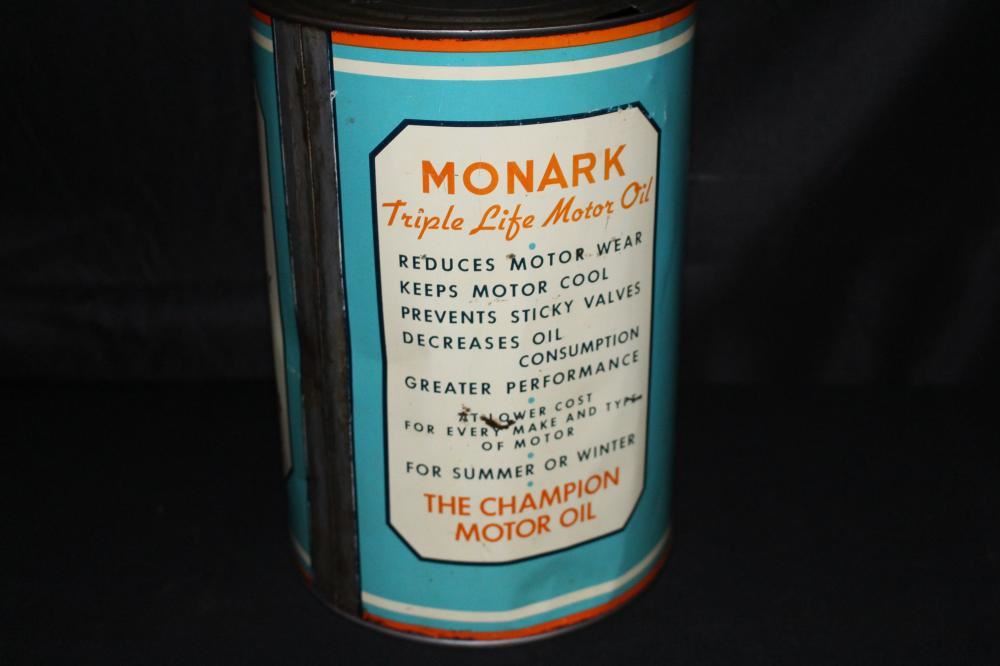 MONARK
Triple Life Motor Oil
REDUCES MOTOR WEAR
KEEPS MOTOR COOL
PREVENTS STICKY VALVES
DECREASES OIL
CONSUMPTION
GREATER PERFORMANCE
AT LOWER COST
FOR EVERY MAKE AND TYPE
OF MOTOR
FOR SUMMER OR WINTER
THE CHAMPION
MOTOR OIL